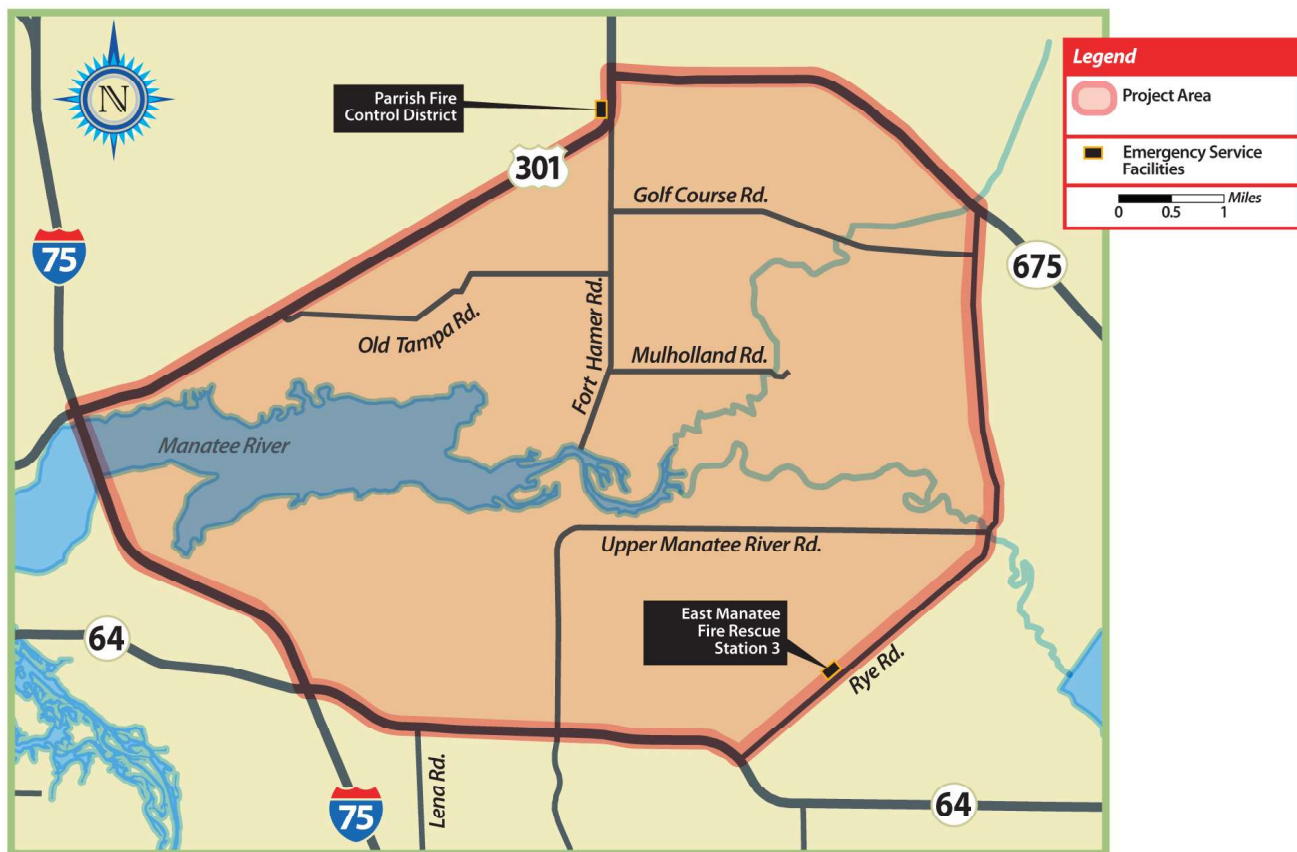 N
Parrish Fire
Control District
301
Golf Course Rd.
75
675
Old Tampa Rd.
Fort Hamer Rd.
Mulholland Rd.
Manatee River
Upper Manatee River Rd.
East Manatee
Fire Rescue
Station 3
Rye Rd.
64
Lena Rd.
75
64
Legend
Project Area
Emergency Service
Facilities
Miles
0 0.5 1